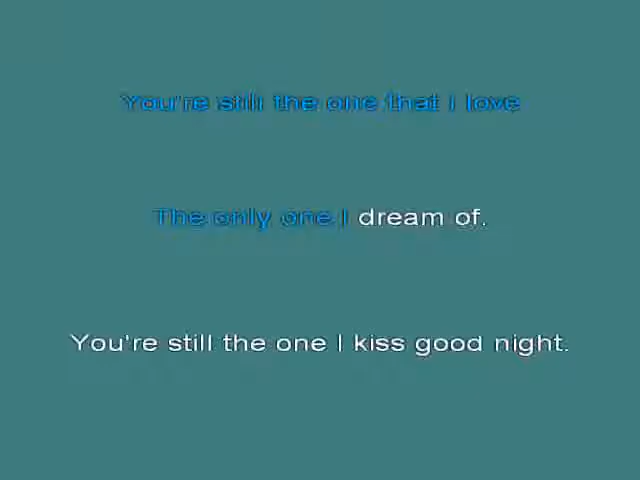 You're still the one that I love
The only one I dream of.
You're still the one I kiss good night.